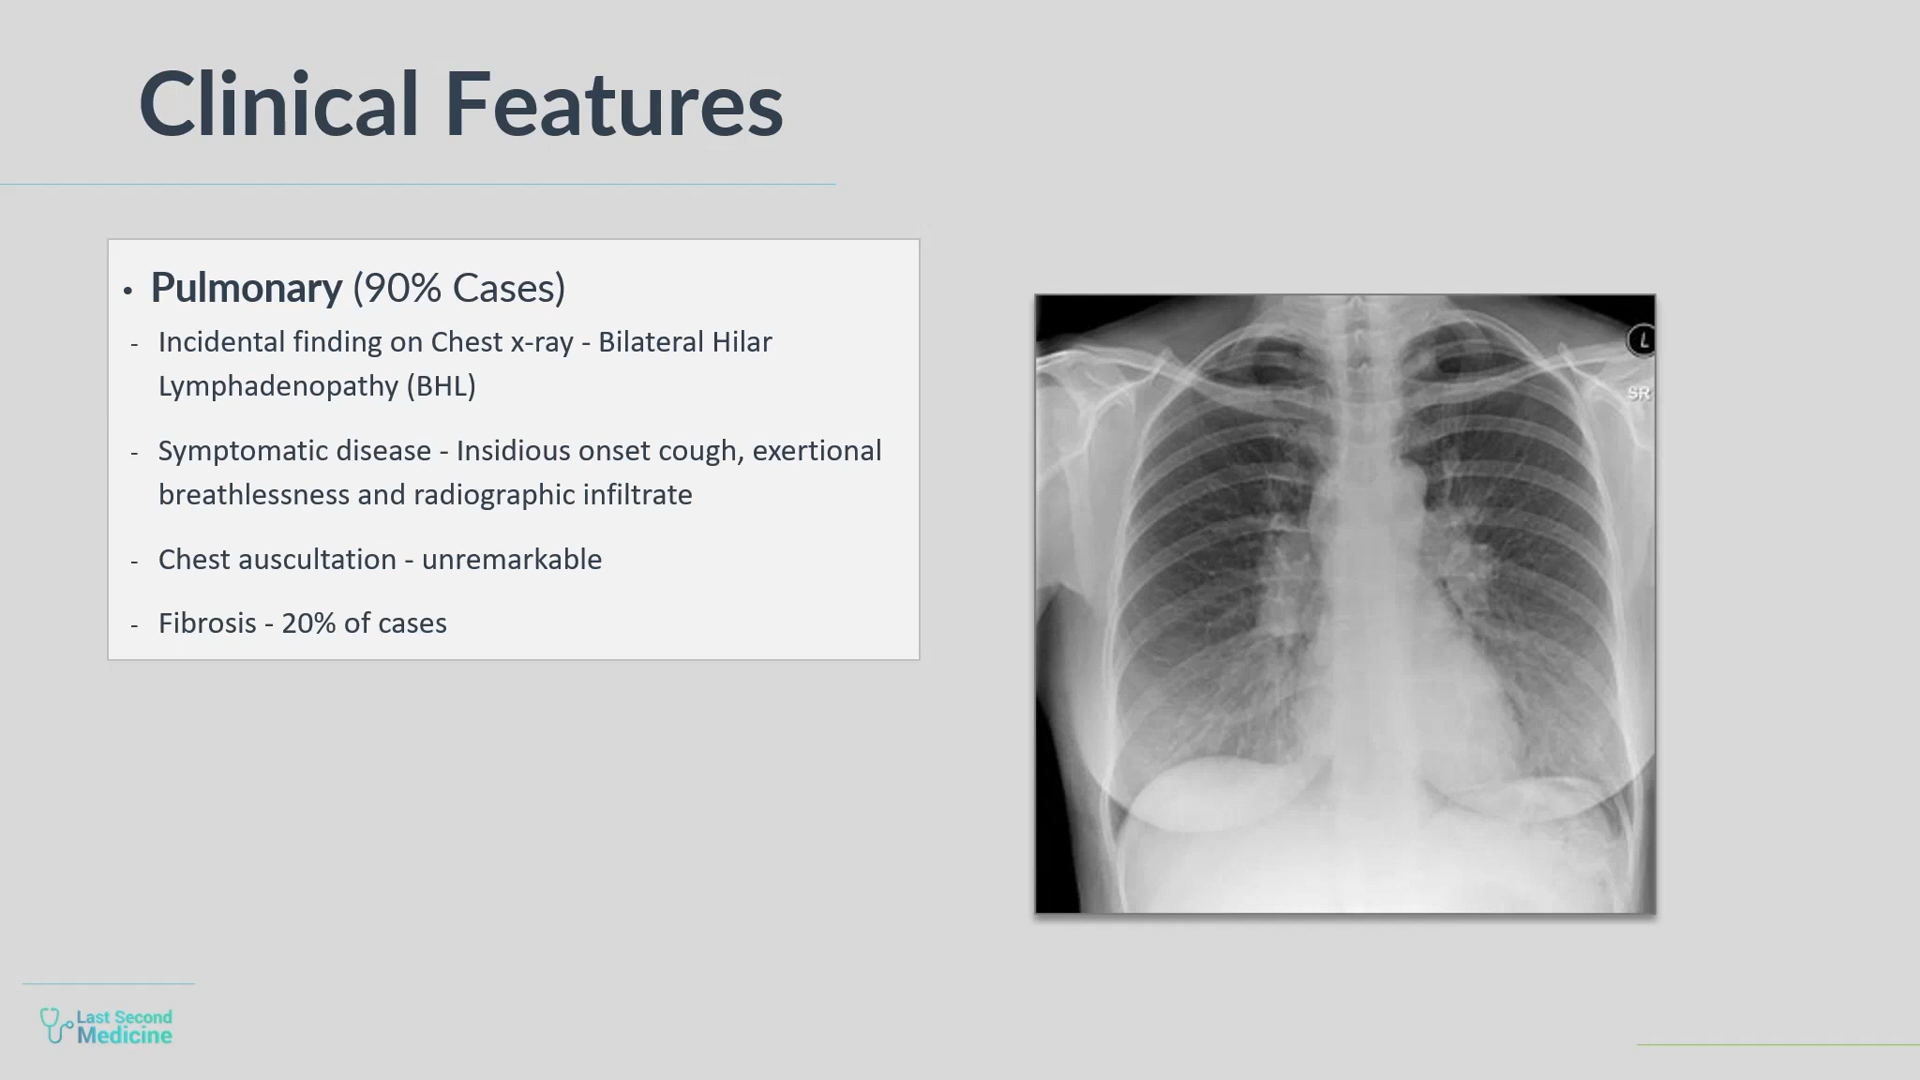 Clinical Features
• Pulmonary (90% Cases)
- Incidental finding on Chest x-ray - Bilateral Hilar
Lymphadenopathy (BHL)
- Symptomatic disease - Insidious onset cough, exertional
breathlessness and radiographic infiltrate
- Chest auscultation - unremarkable
- Fibrosis - 20% of cases
L
SR
Last Second
Medicine